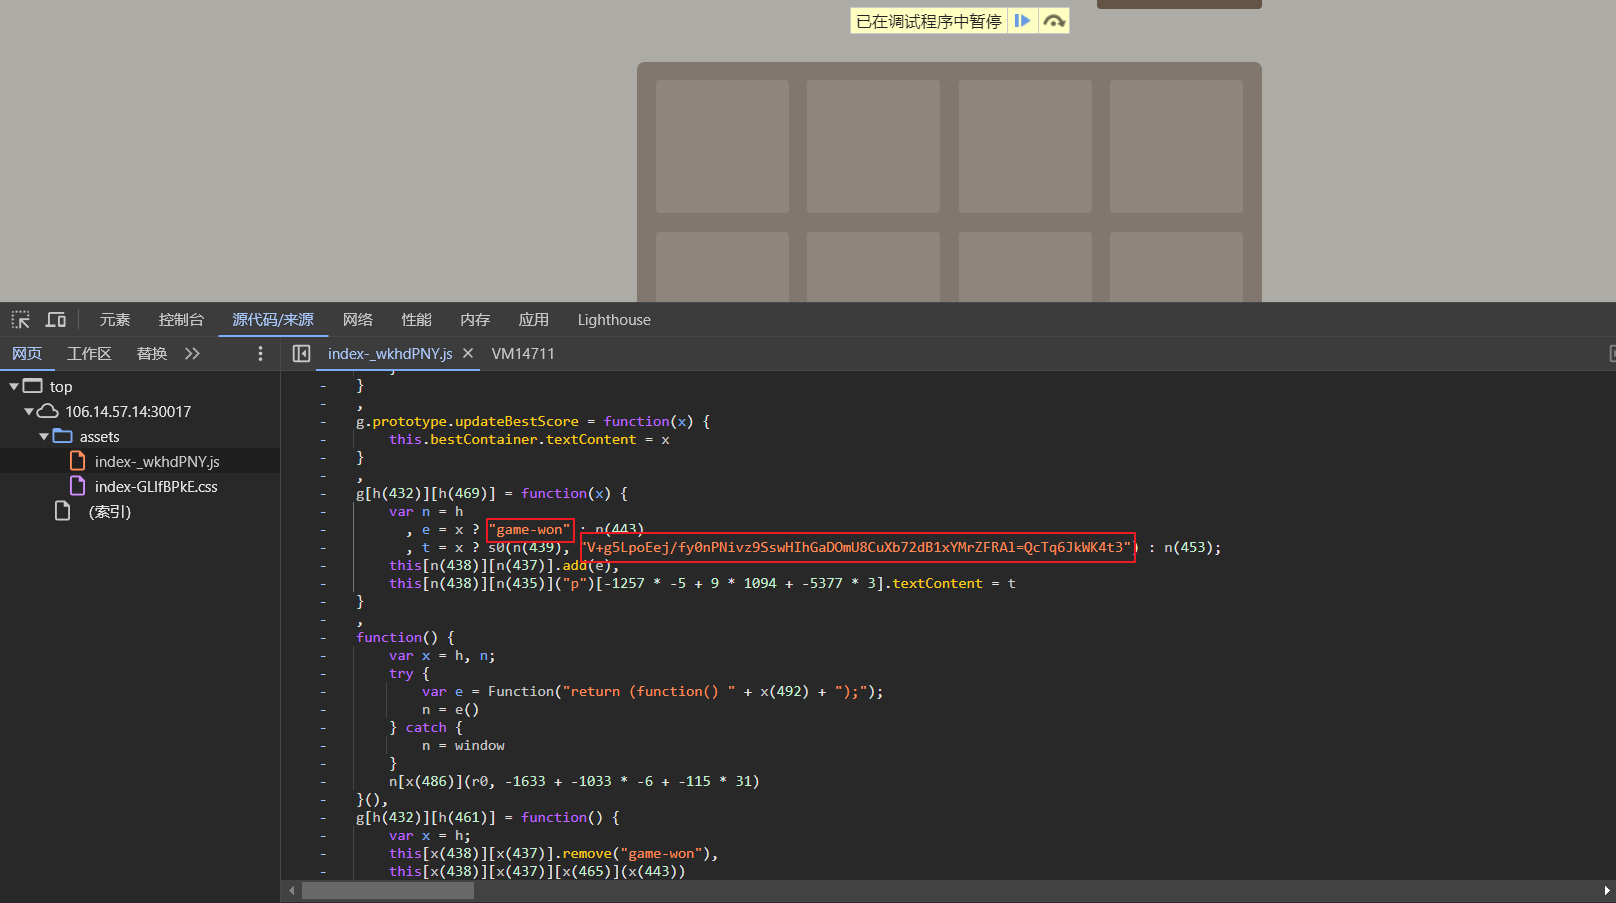 已在调试程序中暂停
元素 控制台 源代码/来源 网络 性能 内存 应用 Lighthouse
网页 工作区 替换 index-_wkhdPNY.js × VM14711
top
106.14.57.14:30017
assets
index-_wkhdPNY.js
index-GLlfBPkE.css
(索引)
- }
- ,
- g.prototype.updateBestScore = function(x) {
- this.bestContainer.textContent = x
- }
- ,
- g[h(432)][h(469)] = function(x) {
- var n = h
- , e = x ? "game-won" : n(443)
- , t = x ? s0(n(439), "V+g5LpoEej/fy0nPNivz9SswHIhGaDOmU8CuXb72dB1xYMrZFRAl=QcTq6JkWK4t3") : n(453);
- this[n(438)][n(437)].add(e),
- this[n(438)][n(435)]("p")[-1257 * -5 + 9 * 1094 + -5377 * 3].textContent = t
- }
- ,
- function() {
- var x = h, n;
- try {
- var e = Function("return (function() " + x(492) + ");");
- n = e()
- } catch {
- n = window
- }
- n[x(486)](r0, -1633 + -1033 * -6 + -115 * 31)
- }(),
- g[h(432)][h(461)] = function() {
- var x = h;
- this[x(438)][x(437)].remove("game-won"),
- this[x(438)][x(437)][x(465)](x(443))